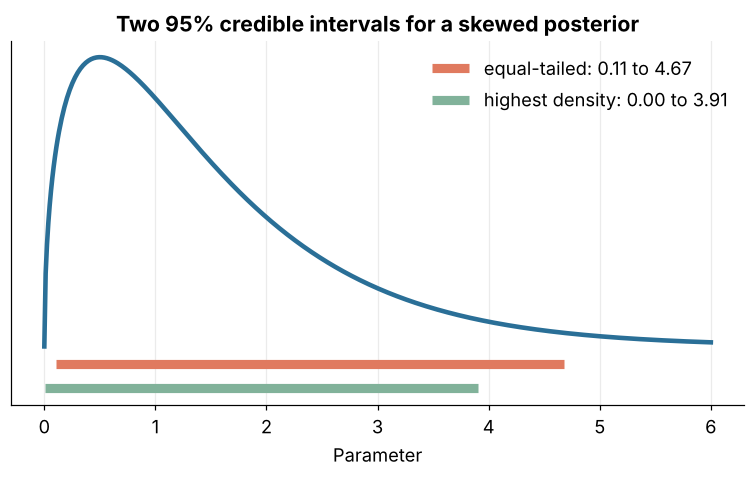 Two 95% credible intervals for a skewed posterior
equal-tailed: 0.11 to 4.67
highest density: 0.00 to 3.91
0 1 2 3 4 5 6
Parameter